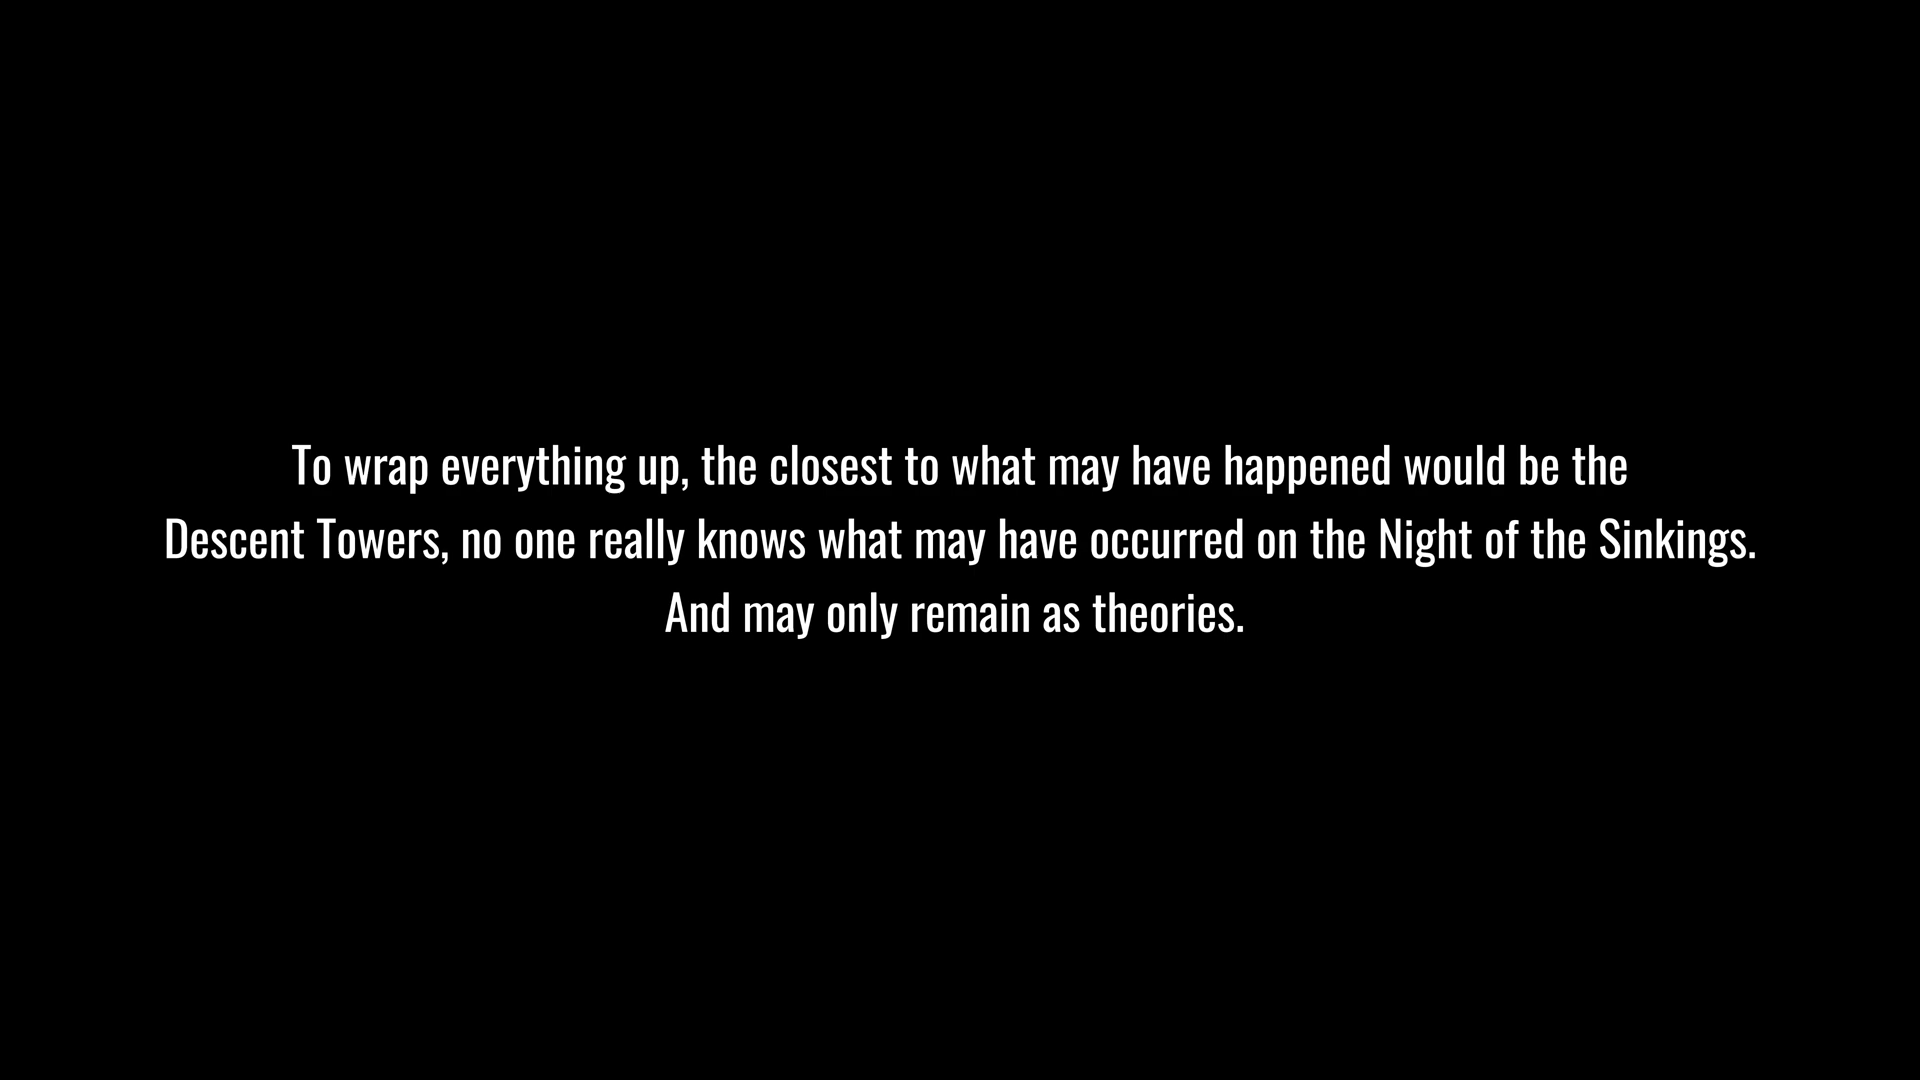 To wrap everything up, the closest to what may have happened would be the
Descent Towers, no one really knows what may have occurred on the Night of the Sinkings.
And may only remain as theories.